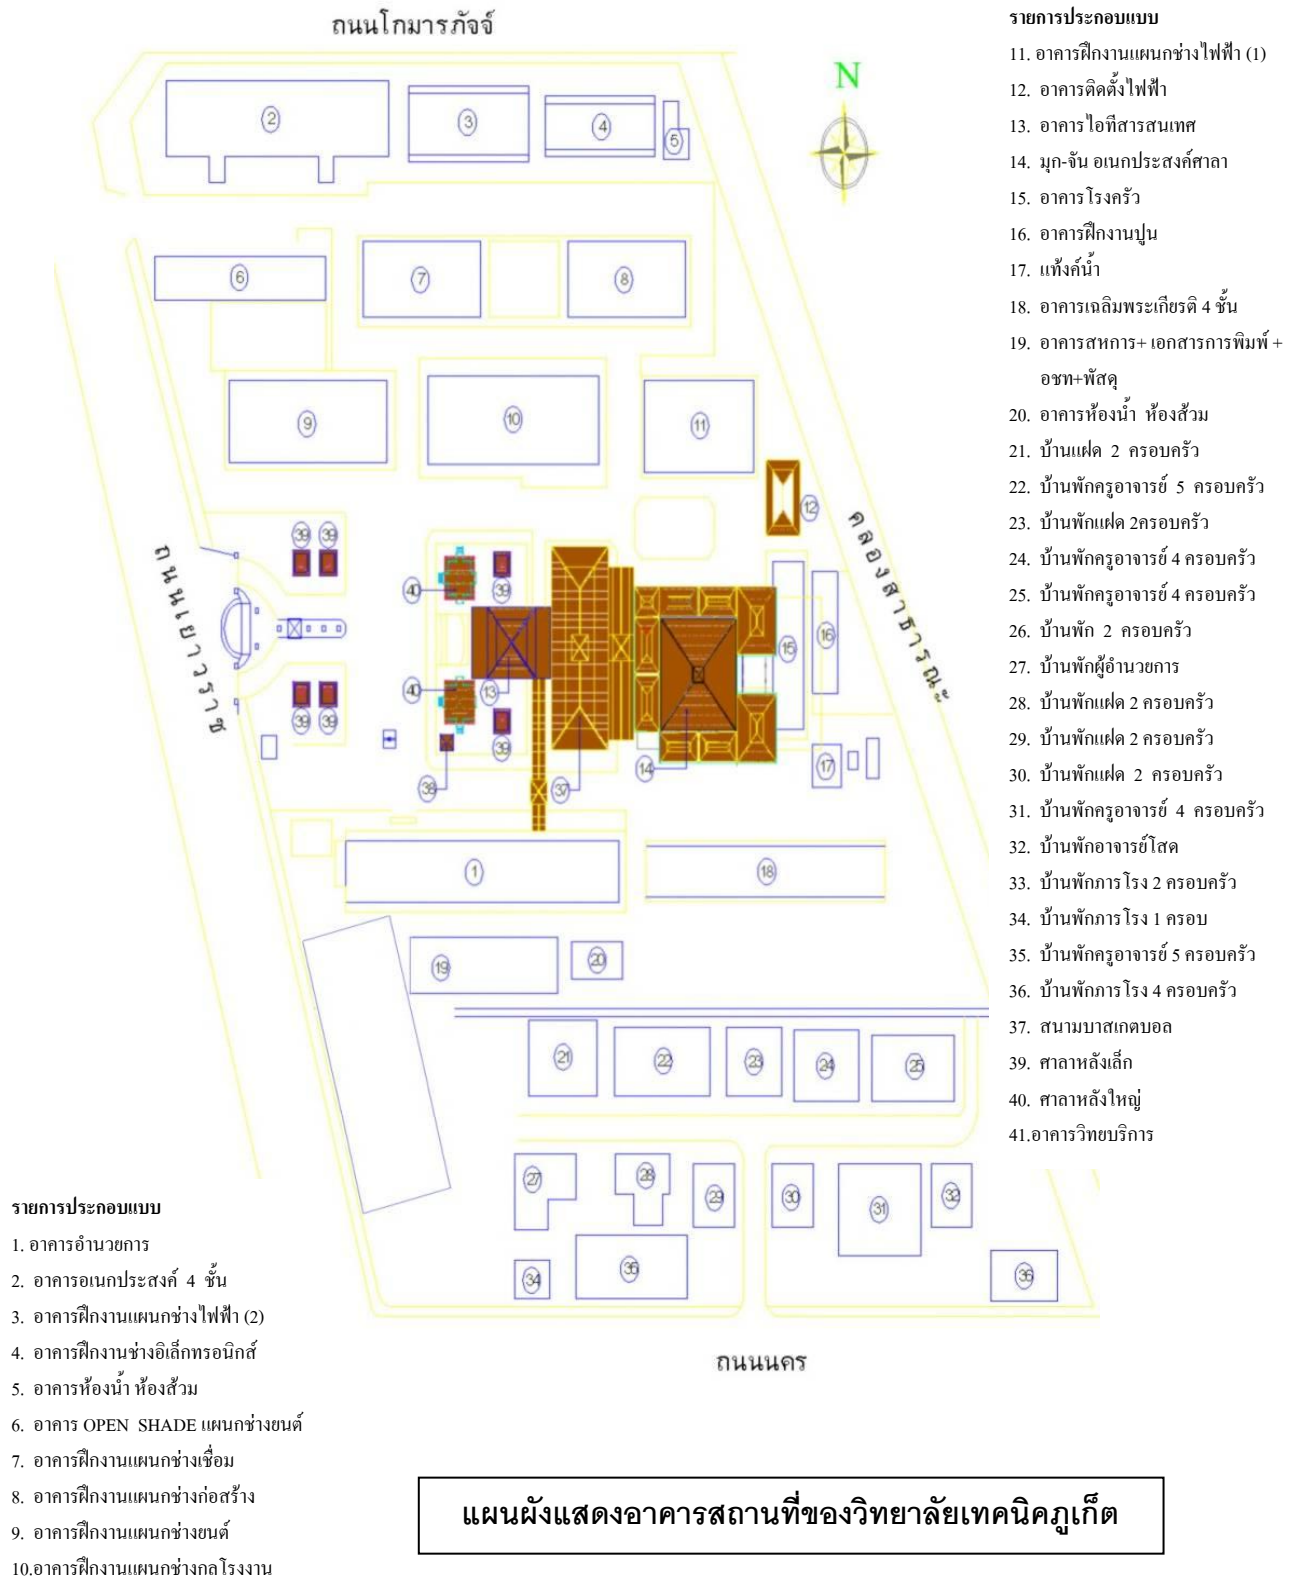 ถนนโกมารภัจจ์
รายการประกอบแบบ
11. อาคารฝึกงานแผนกช่างไฟฟ้า (1)
12. อาคารติดตั้งไฟฟ้า
13. อาคารไอทีสารสนเทศ
14. มุก-จัน อเนกประสงค์ศาลา
15. อาคารโรงครัว
16. อาคารฝึกงานปูน
17. แท้งค์น้ำ
18. อาคารเฉลิมพระเกียรติ 4 ชั้น
19. อาคารสหการ+ เอกสารการพิมพ์ +
อชท+พัสดุ
20. อาคารห้องน้ำ ห้องส้วม
21. บ้านแฝด 2 ครอบครัว
22. บ้านพักครูอาจารย์ 5 ครอบครัว
23. บ้านพักแฝด 2ครอบครัว
24. บ้านพักครูอาจารย์ 4 ครอบครัว
25. บ้านพักครูอาจารย์ 4 ครอบครัว
26. บ้านพัก 2 ครอบครัว
27. บ้านพักผู้อำนวยการ
28. บ้านพักแฝด 2 ครอบครัว
29. บ้านพักแฝด 2 ครอบครัว
30. บ้านพักแฝด 2 ครอบครัว
31. บ้านพักครูอาจารย์ 4 ครอบครัว
32. บ้านพักอาจารย์โสด
33. บ้านพักภารโรง 2 ครอบครัว
34. บ้านพักภารโรง 1 ครอบ
35. บ้านพักครูอาจารย์ 5 ครอบครัว
36. บ้านพักภารโรง 4 ครอบครัว
37. สนามบาสเกตบอล
39. ศาลาหลังเล็ก
40. ศาลาหลังใหญ่
41.อาคารวิทยบริการ
N
2 3 4 5
6 7 8
9 10 11
12
39 39 39
40
15 16
13
40
39 39 39
38 37 14 17
1 18
19 20
21 22 23 24 25
27 28 29 30 31 32
34 35 36
ถนนเยาวราช
คลองสาธารณะ
ถนนนคร
รายการประกอบแบบ
1. อาคารอำนวยการ
2. อาคารอเนกประสงค์ 4 ชั้น
3. อาคารฝึกงานแผนกช่างไฟฟ้า (2)
4. อาคารฝึกงานช่างอิเล็กทรอนิกส์
5. อาคารห้องน้ำ ห้องส้วม
6. อาคาร OPEN SHADE แผนกช่างยนต์
7. อาคารฝึกงานแผนกช่างเชื่อม
8. อาคารฝึกงานแผนกช่างก่อสร้าง
9. อาคารฝึกงานแผนกช่างยนต์
10.อาคารฝึกงานแผนกช่างกลโรงงาน
แผนผังแสดงอาคารสถานที่ของวิทยาลัยเทคนิคภูเก็ต